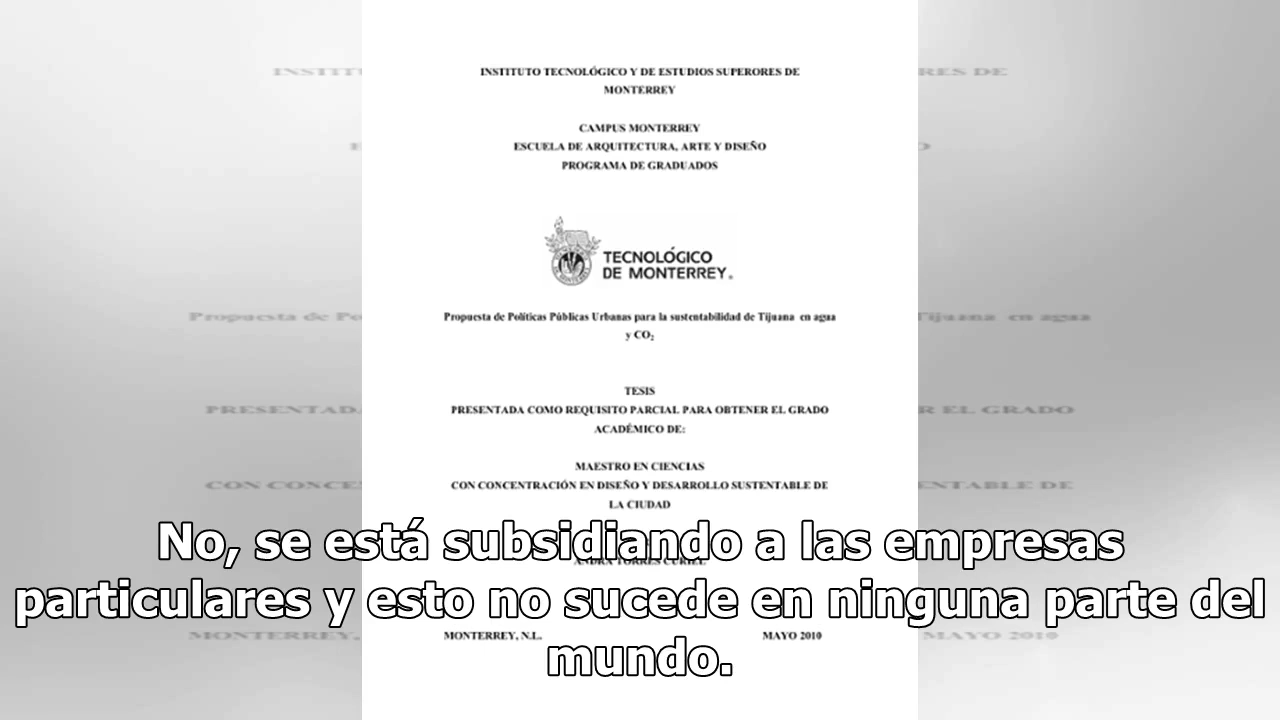 INSTITUTO TECNOLÓGICO Y DE ESTUDIOS SUPERORES DE
MONTERREY
CAMPUS MONTERREY
ESCUELA DE ARQUITECTURA, ARTE Y DISEÑO
PROGRAMA DE GRADUADOS
TECNOLÓGICO
DE MONTERREY.
Propuesta de Políticas Públicas Urbanas para la sustentabilidad de Tijuana en agua
y CO₂
TESIS
PRESENTADA COMO REQUISITO PARCIAL PARA OBTENER EL GRADO
ACADÉMICO DE:
MAESTRO EN CIENCIAS
CON CONCENTRACIÓN EN DISEÑO Y DESARROLLO SUSTENTABLE DE
LA CIUDAD
No, se está subsidiando a las empresas
particulares y esto no sucede en ninguna parte del
mundo.
MONTERREY, N.L. MAYO 2010